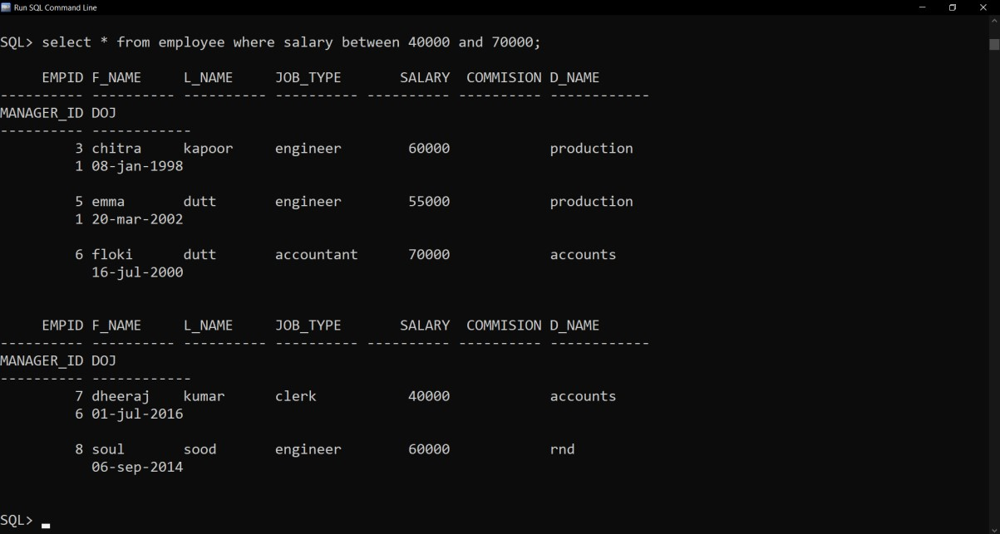 Run SQL Command Line
SQL> select * from employee where salary between 40000 and 70000;
EMPID F_NAME L_NAME JOB_TYPE SALARY COMMISION D_NAME
---------- ---------- ---------- ---------- ---------- ---------- ------------
MANAGER_ID DOJ
---------- ------------
3 chitra kapoor engineer 60000 production
1 08-jan-1998
5 emma dutt engineer 55000 production
1 20-mar-2002
6 floki dutt accountant 70000 accounts
16-jul-2000
EMPID F_NAME L_NAME JOB_TYPE SALARY COMMISION D_NAME
---------- ---------- ---------- ---------- ---------- ---------- ------------
MANAGER_ID DOJ
---------- ------------
7 dheeraj kumar clerk 40000 accounts
6 01-jul-2016
8 soul sood engineer 60000 rnd
06-sep-2014
SQL>